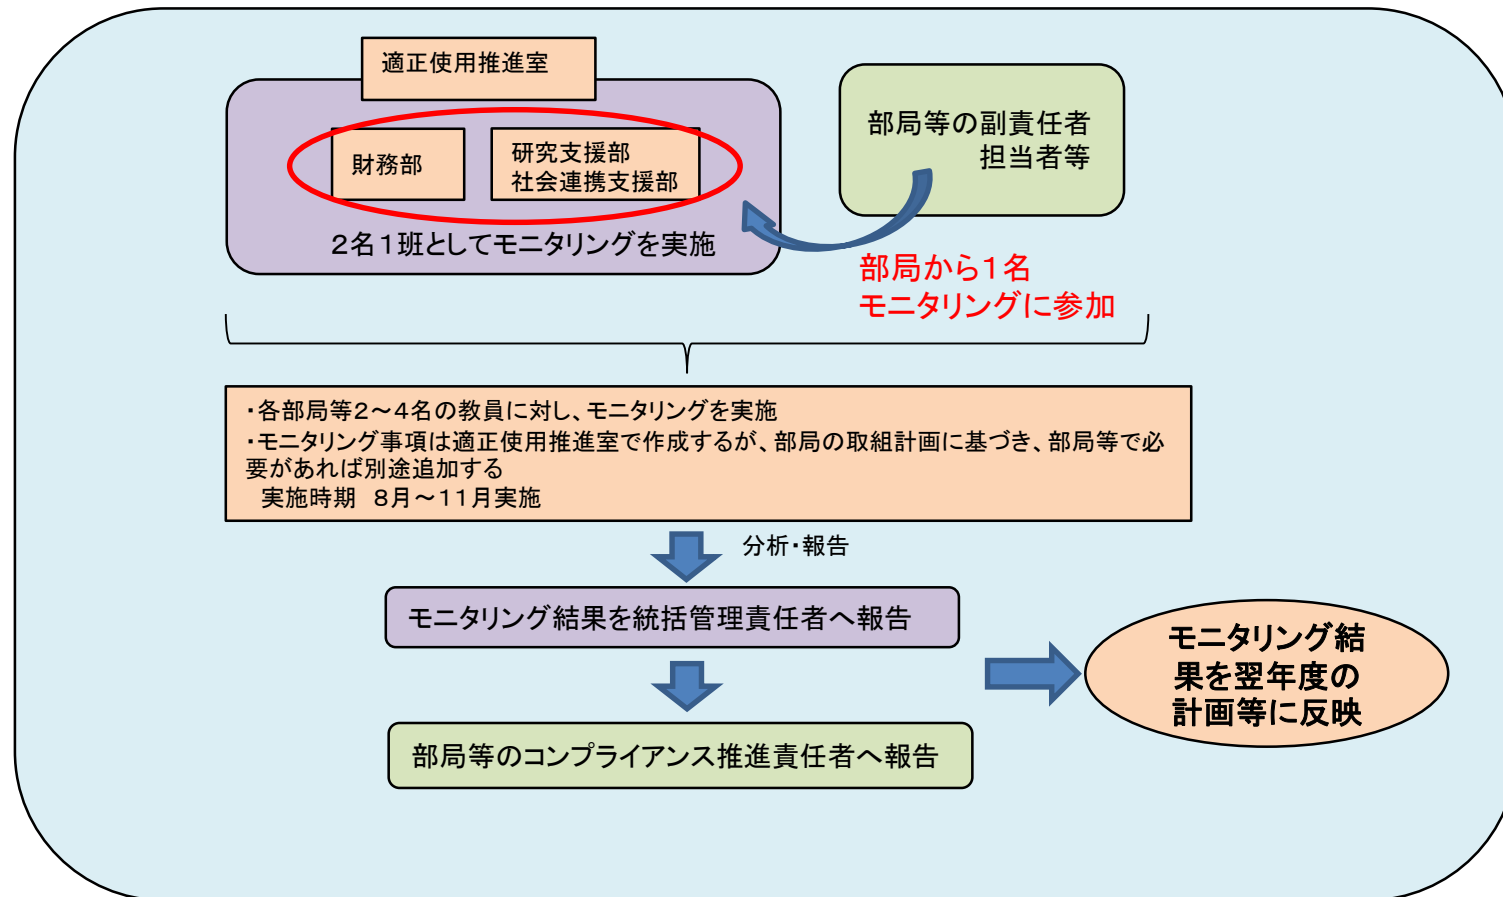 適正使用推進室
財務部
研究支援部
社会連携支援部
２名１班としてモニタリングを実施
部局等の副責任者
担当者等
部局から１名
モニタリングに参加
・各部局等２～４名の教員に対し、モニタリングを実施
・モニタリング事項は適正使用推進室で作成するが、部局の取組計画に基づき、部局等で必
要があれば別途追加する
実施時期　８月～１１月実施
分析・報告
モニタリング結果を統括管理責任者へ報告
部局等のコンプライアンス推進責任者へ報告
モニタリング結
果を翌年度の
計画等に反映